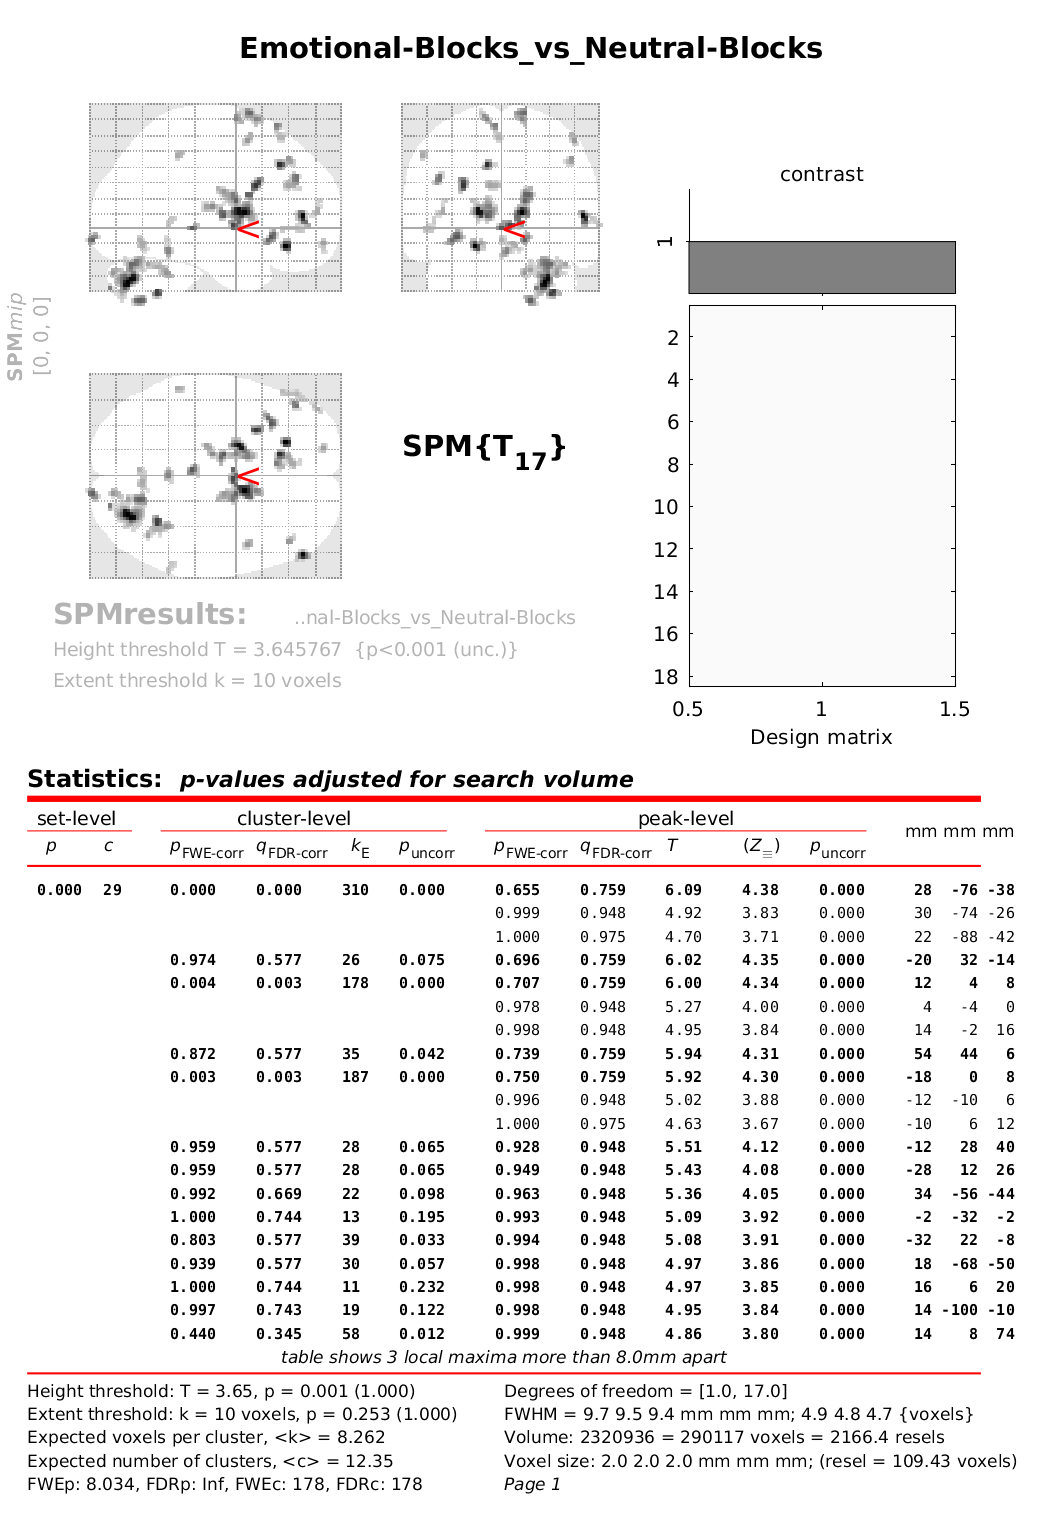 Emotional-Blocks_vs_Neutral-Blocks
SPMmip
[0, 0, 0]
<
<
<
SPM{T17}
contrast
1
2
4
6
8
10
12
14
16
18
0.5 1 1.5
Design matrix
SPMresults: ..nal-Blocks_vs_Neutral-Blocks
Height threshold T = 3.645767 {p<0.001 (unc.)}
Extent threshold k = 10 voxels
Statistics: p-values adjusted for search volume
set-level cluster-level peak-level mm mm mm
p c pFWE-corr qFDR-corr kE puncorr pFWE-corr qFDR-corr T (Z≡) puncorr
0.000 29 0.000 0.000 310 0.000 0.655 0.759 6.09 4.38 0.000 28 -76 -38
0.999 0.948 4.92 3.83 0.000 30 -74 -26
1.000 0.975 4.70 3.71 0.000 22 -88 -42
0.974 0.577 26 0.075 0.696 0.759 6.02 4.35 0.000 -20 32 -14
0.004 0.003 178 0.000 0.707 0.759 6.00 4.34 0.000 12 4 8
0.978 0.948 5.27 4.00 0.000 4 -4 0
0.998 0.948 4.95 3.84 0.000 14 -2 16
0.872 0.577 35 0.042 0.739 0.759 5.94 4.31 0.000 54 44 6
0.003 0.003 187 0.000 0.750 0.759 5.92 4.30 0.000 -18 0 8
0.996 0.948 5.02 3.88 0.000 -12 -10 6
1.000 0.975 4.63 3.67 0.000 -10 6 12
0.959 0.577 28 0.065 0.928 0.948 5.51 4.12 0.000 -12 28 40
0.959 0.577 28 0.065 0.949 0.948 5.43 4.08 0.000 -28 12 26
0.992 0.669 22 0.098 0.963 0.948 5.36 4.05 0.000 34 -56 -44
1.000 0.744 13 0.195 0.993 0.948 5.09 3.92 0.000 -2 -32 -2
0.803 0.577 39 0.033 0.994 0.948 5.08 3.91 0.000 -32 22 -8
0.939 0.577 30 0.057 0.998 0.948 4.97 3.86 0.000 18 -68 -50
1.000 0.744 11 0.232 0.998 0.948 4.97 3.85 0.000 16 6 20
0.997 0.743 19 0.122 0.998 0.948 4.95 3.84 0.000 14 -100 -10
0.440 0.345 58 0.012 0.999 0.948 4.86 3.80 0.000 14 8 74
table shows 3 local maxima more than 8.0mm apart
Height threshold: T = 3.65, p = 0.001 (1.000)
Extent threshold: k = 10 voxels, p = 0.253 (1.000)
Expected voxels per cluster, <k> = 8.262
Expected number of clusters, <c> = 12.35
FWEp: 8.034, FDRp: Inf, FWEc: 178, FDRc: 178
Degrees of freedom = [1.0, 17.0]
FWHM = 9.7 9.5 9.4 mm mm mm; 4.9 4.8 4.7 {voxels}
Volume: 2320936 = 290117 voxels = 2166.4 resels
Voxel size: 2.0 2.0 2.0 mm mm mm; (resel = 109.43 voxels)
Page 1